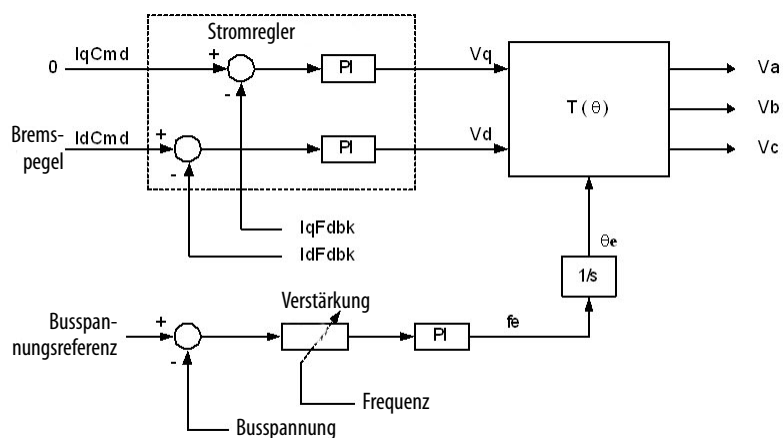 Stromregler
0 IqCmd + - PI Vq
Brems-
pegel
IdCmd + - PI Vd
T(θ)
Va
Vb
Vc
IqFdbk
IdFdbk
θe
1/s
Verstärkung
Busspan-
nungsreferenz
+ - PI fe
Frequenz
Busspannung